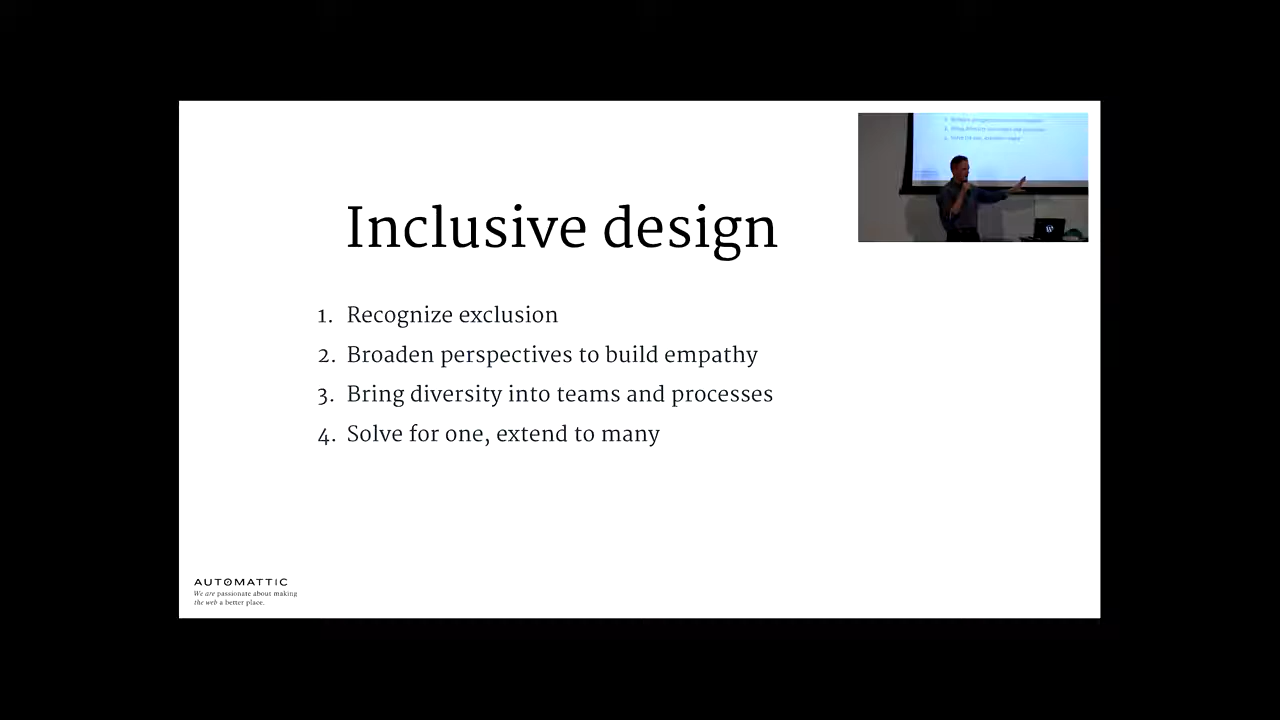 Inclusive design
1. Recognize exclusion
2. Broaden perspectives to build empathy
3. Bring diversity into teams and processes
4. Solve for one, extend to many
AUTOMATTIC
We are passionate about making
the web a better place.